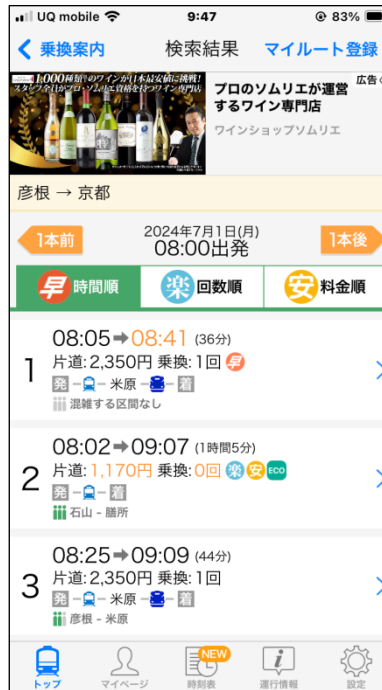 UQ mobile 9:47 83%
乗換案内 検索結果 マイルート登録
1,000種類のワインが日本最安値に挑戦!
スタッフ全員がプロ・ソムリエ資格を持つワイン専門店
プロのソムリエが運営
するワイン専門店
広告
ワインショップソムリエ
彦根 → 京都
1本前 2024年7月1日(月) 1本後
08:00出発
早 時間順 楽 回数順 安 料金順
08:05➡08:41 (36分)
1 片道:2,350円 乗換:1回 早
発 - - 米原 - - 着
混雑する区間なし
08:02➡09:07 (1時間5分)
2 片道:1,170円 乗換:0回 楽 安 ECO
発 - - 着
石山 - 膳所
08:25➡09:09 (44分)
3 片道:2,350円 乗換:1回
発 - - 米原 - - 着
彦根 - 米原
NEW
トップ マイページ 時刻表 運行情報 設定